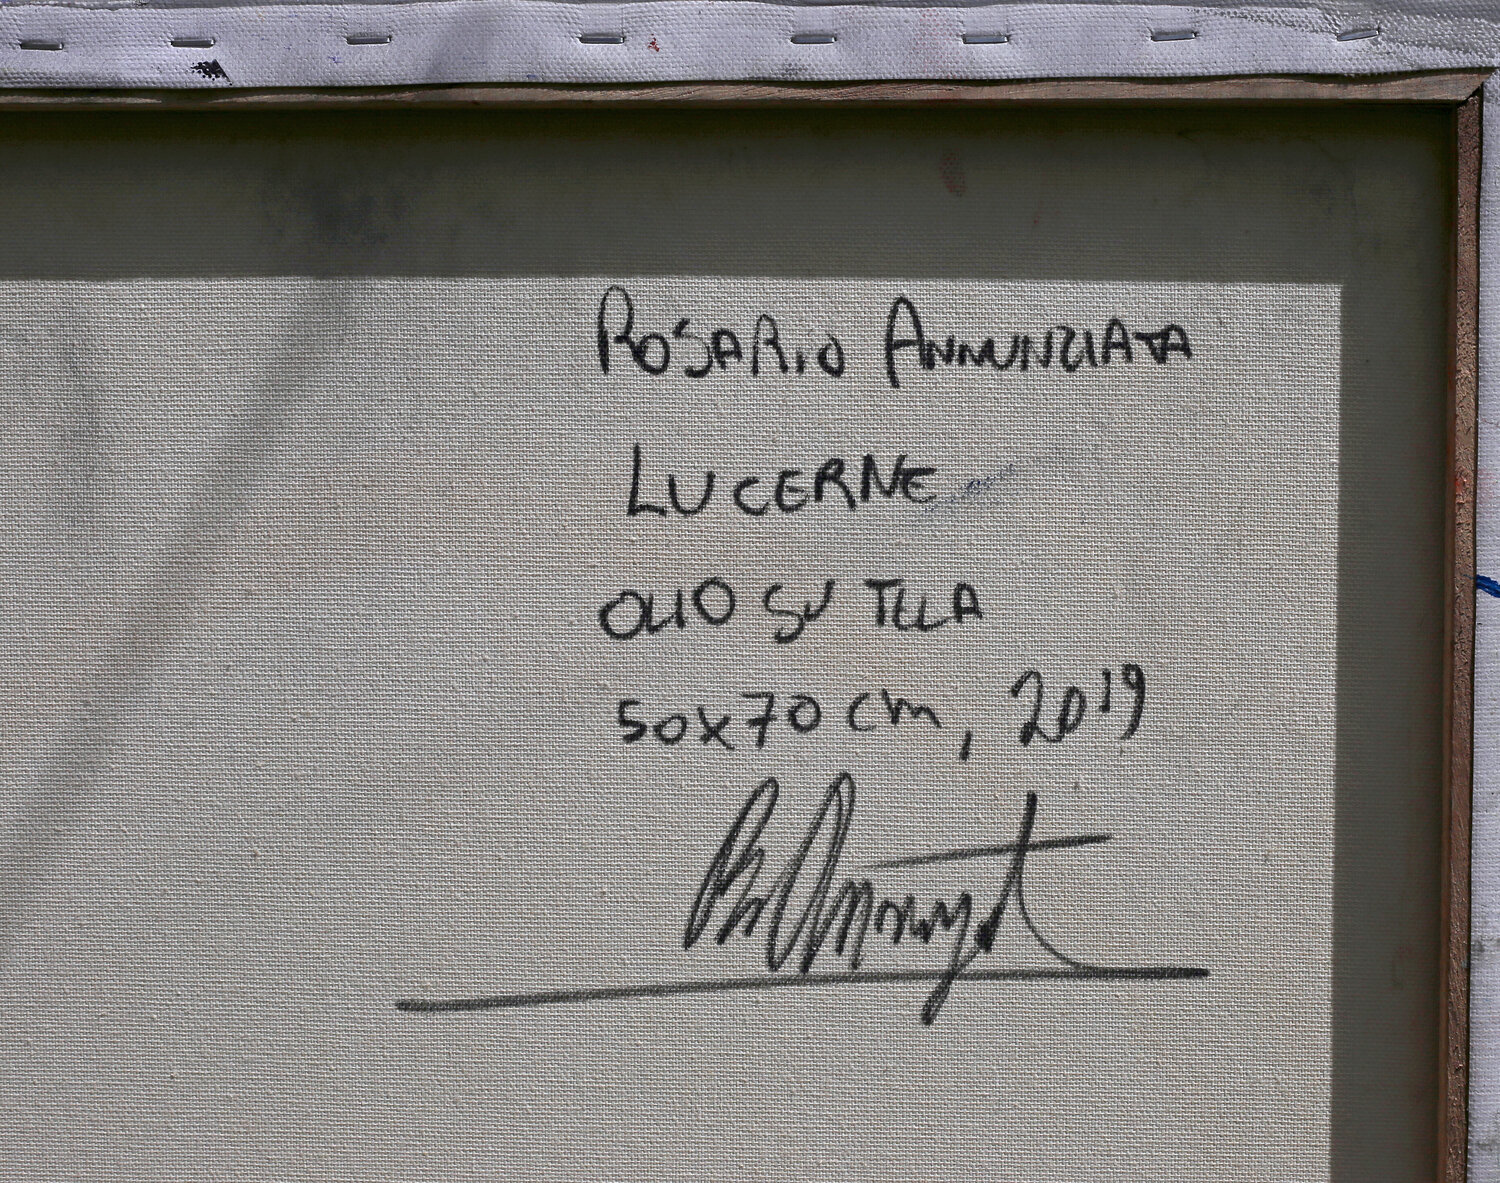 ROSARIO ANNUNZIATA
LUCERNE
OLIO SU TELA
50x70 cm, 2019